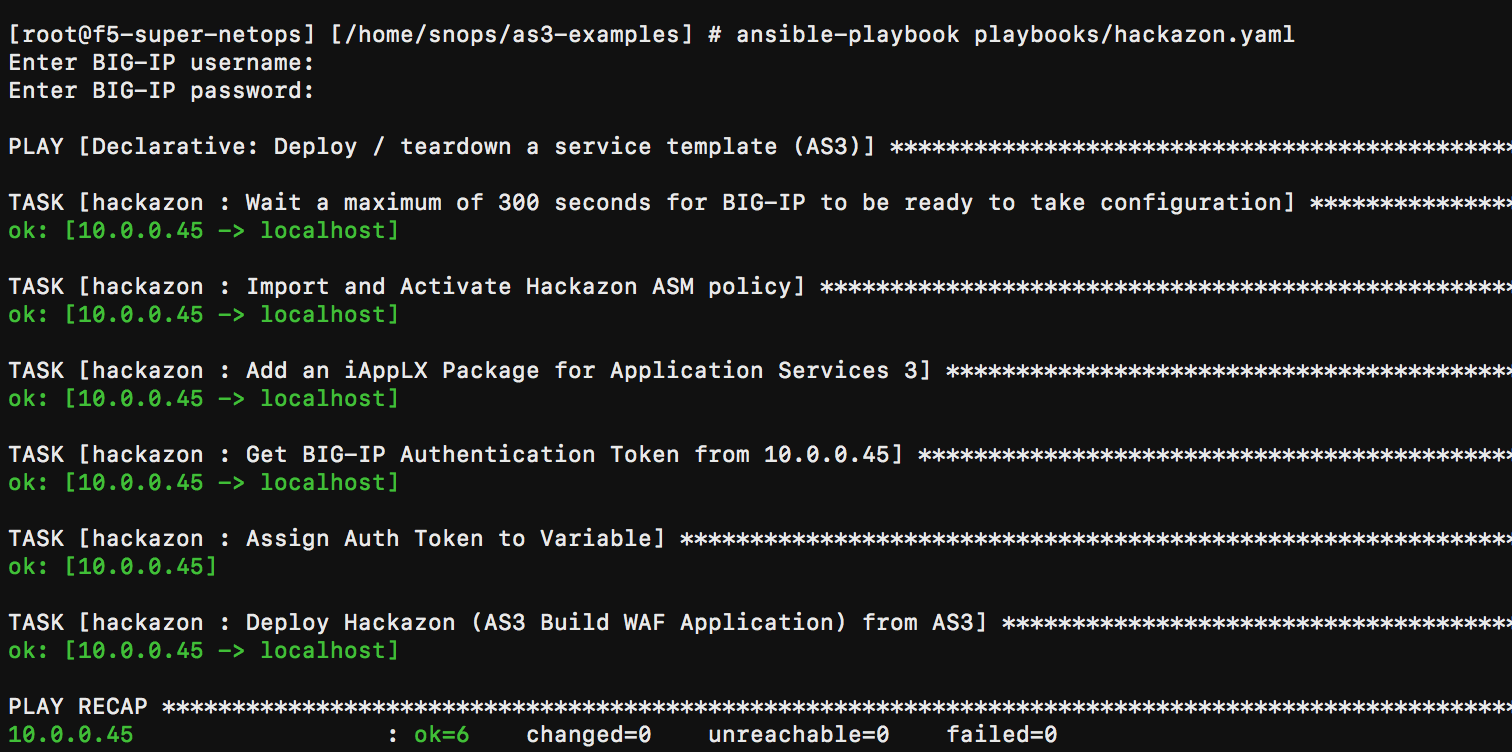 [root@f5-super-netops] [/home/snops/as3-examples] # ansible-playbook playbooks/hackazon.yaml
Enter BIG-IP username:
Enter BIG-IP password:
PLAY [Declarative: Deploy / teardown a service template (AS3)] *********************************************
TASK [hackazon : Wait a maximum of 300 seconds for BIG-IP to be ready to take configuration] ***************
ok: [10.0.0.45 -> localhost]
TASK [hackazon : Import and Activate Hackazon ASM policy] **************************************************
ok: [10.0.0.45 -> localhost]
TASK [hackazon : Add an iAppLX Package for Application Services 3] *****************************************
ok: [10.0.0.45 -> localhost]
TASK [hackazon : Get BIG-IP Authentication Token from 10.0.0.45] *******************************************
ok: [10.0.0.45 -> localhost]
TASK [hackazon : Assign Auth Token to Variable] ************************************************************
ok: [10.0.0.45]
TASK [hackazon : Deploy Hackazon (AS3 Build WAF Application) from AS3] *************************************
ok: [10.0.0.45 -> localhost]
PLAY RECAP *************************************************************************************************
10.0.0.45                  : ok=6    changed=0    unreachable=0    failed=0